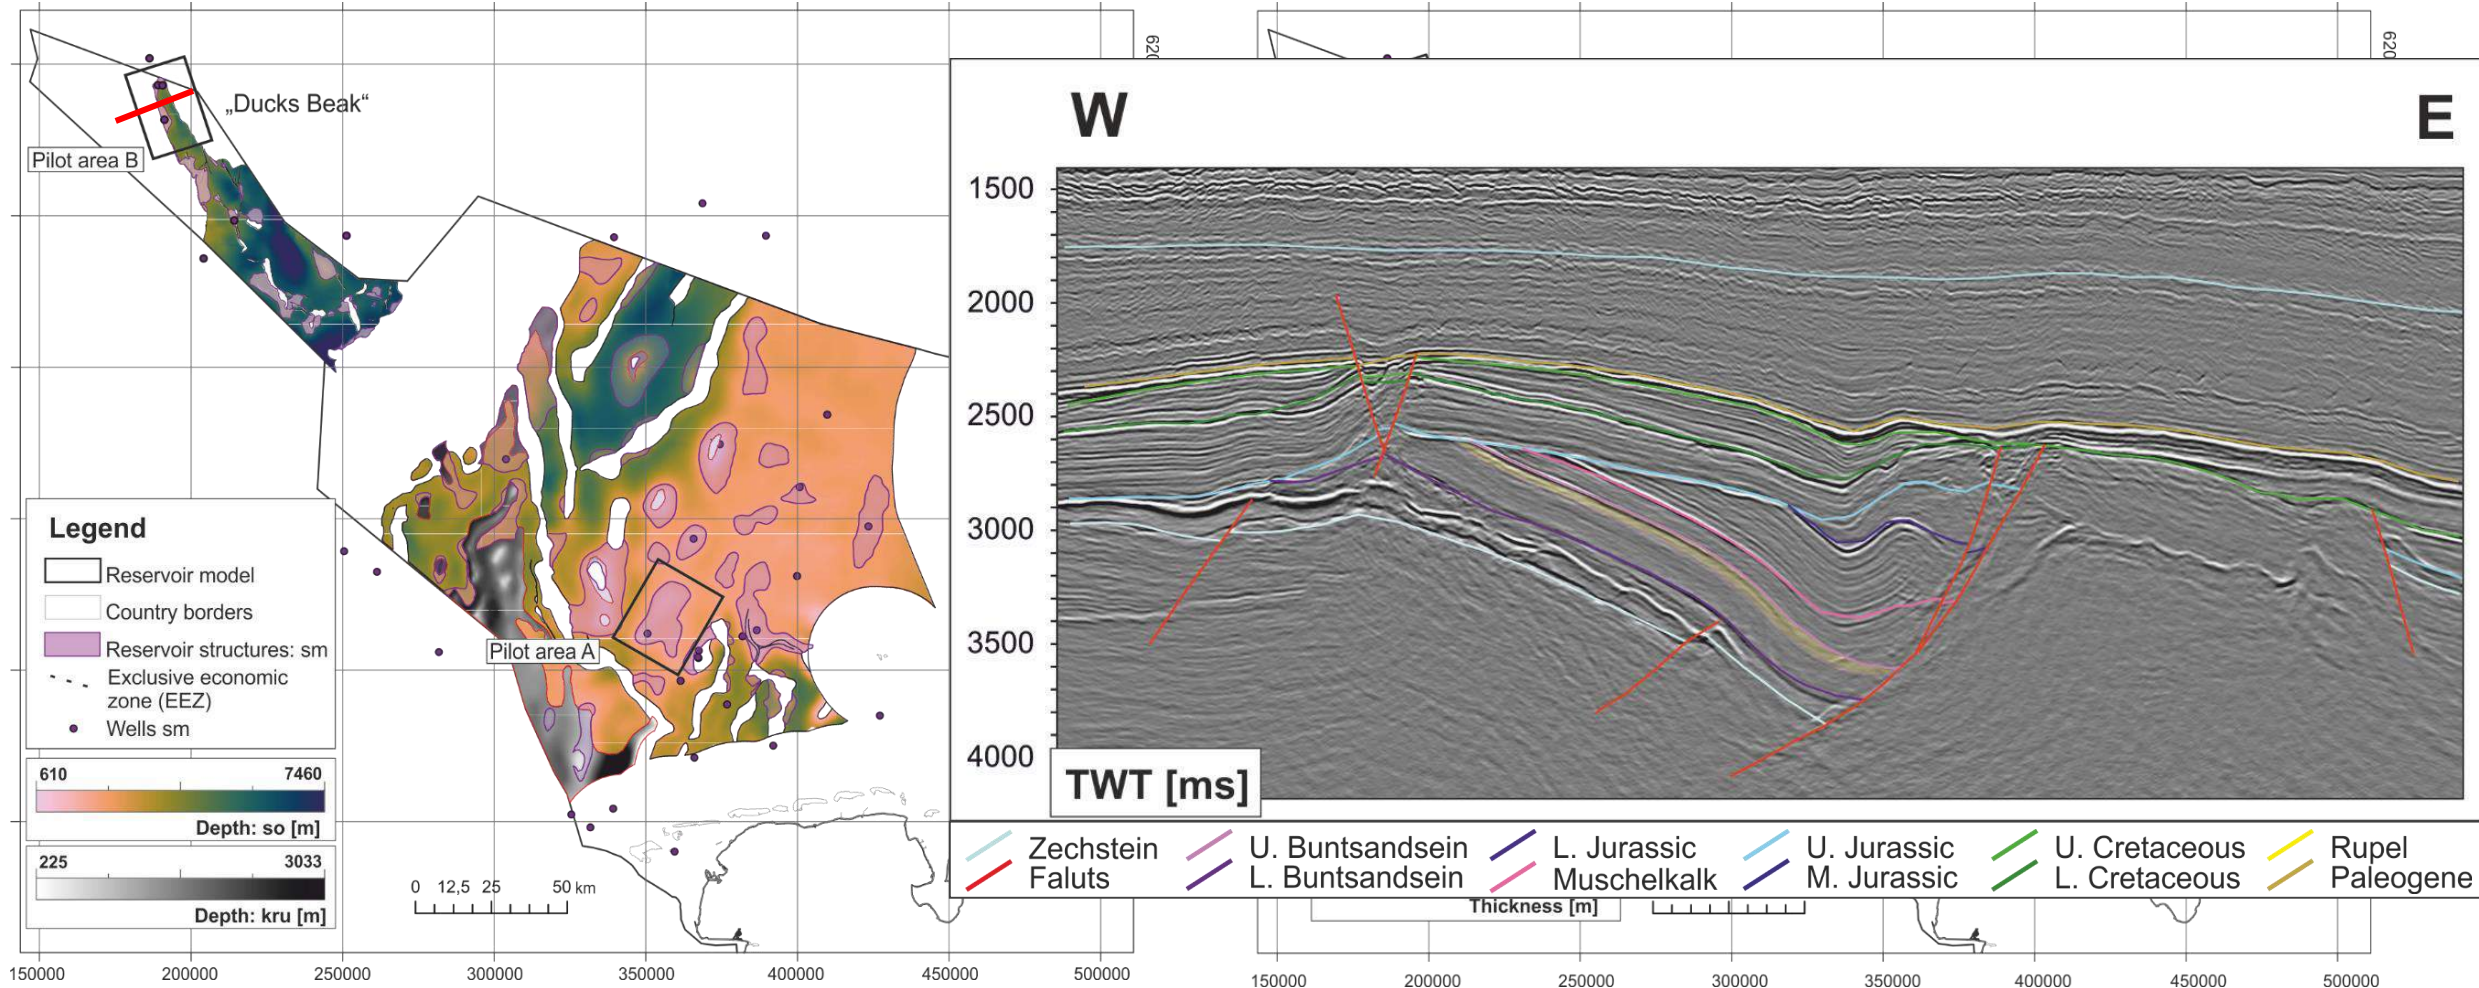 „Ducks Beak“
Pilot area B
Pilot area A
Legend
Reservoir model
Country borders
Reservoir structures: sm
Exclusive economic
zone (EEZ)
Wells sm
610 7460
Depth: so [m]
225 3033
Depth: kru [m]
0 12,5 25 50 km
150000 200000 250000 300000 350000 400000 450000 500000
620
620
W E
1500
2000
2500
3000
3500
4000
TWT [ms]
Zechstein U. Buntsandsein L. Jurassic U. Jurassic U. Cretaceous Rupel
Faluts L. Buntsandsein Muschelkalk M. Jurassic L. Cretaceous Paleogene
Thickness [m]
150000 200000 250000 300000 350000 400000 450000 500000